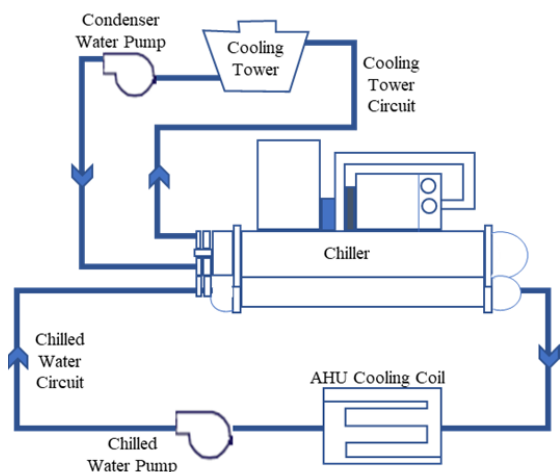 Condenser
Water Pump
Cooling
Tower
Cooling
Tower
Circuit
Chiller
Chilled
Water
Circuit
AHU Cooling Coil
Chilled
Water Pump